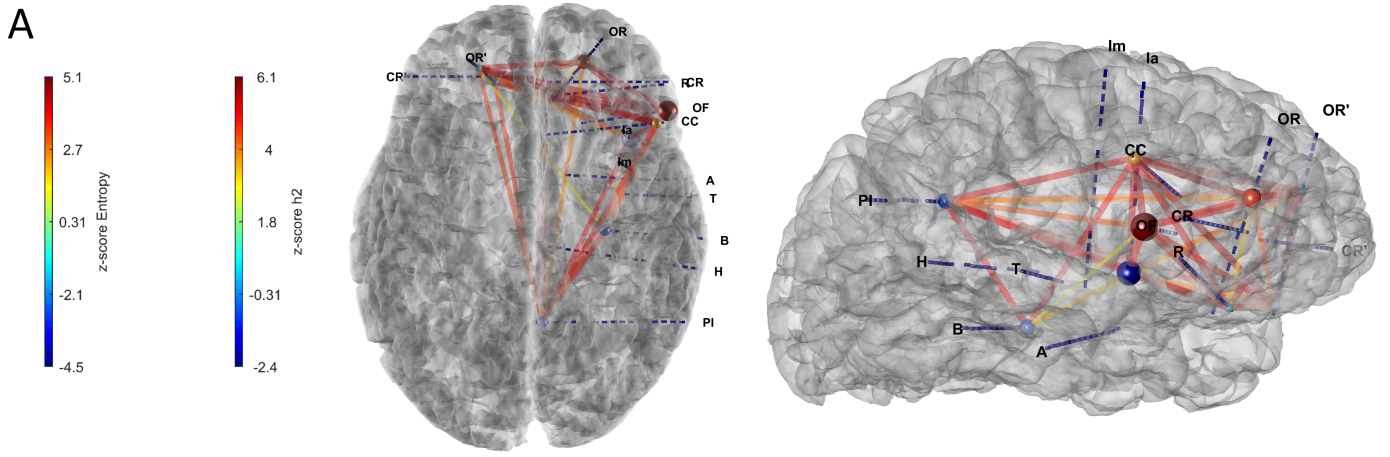 A
5.1
2.7
0.31
-2.1
-4.5
z-score Entropy
6.1
4
1.8
-0.31
-2.4
z-score h2
OR
OR'
CR'
R
CR
OF
CC
Ia
Im
A
T
B
H
PI
Im
Ia
OR'
OR
CC
PI
CR
OF
CR'
R
H
T
B
A